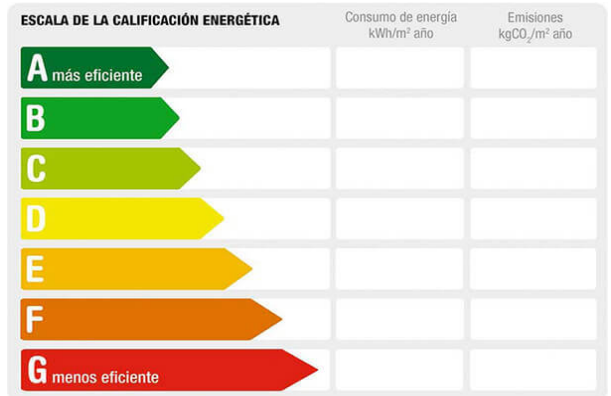 ESCALA DE LA CALIFICACIÓN ENERGÉTICA
Consumo de energía
kWh/m² año
Emisiones
kgCO₂/m² año
A más eficiente
B
C
D
E
F
G menos eficiente